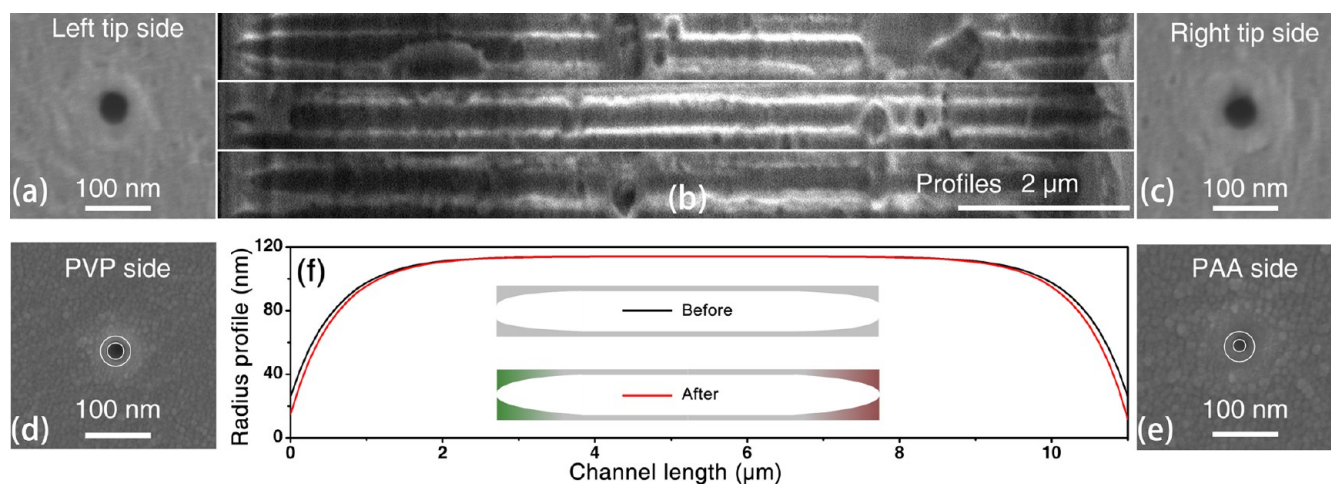 Left tip side
(a)
100 nm
(b)
Profiles 2 μm
Right tip side
(c)
100 nm
PVP side
(d)
100 nm
Radius profile (nm)
120
80
40
0
(f)
Before
After
0
2
4
6
8
10
Channel length (μm)
PAA side
(e)
100 nm